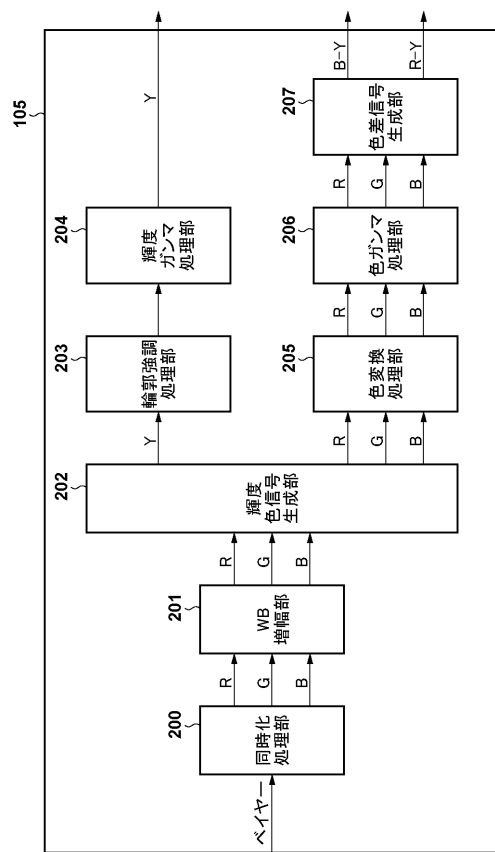 105
ベイヤー
200
同時化
処理部
R
G
B
201
WB
増幅部
R
G
B
202
輝度
色信号
生成部
Y
203
輪郭強調
処理部
204
輝度
ガンマ
処理部
Y
R
G
B
205
色変換
処理部
R
G
B
206
色ガンマ
処理部
R
G
B
207
色差信号
生成部
B-Y
R-Y